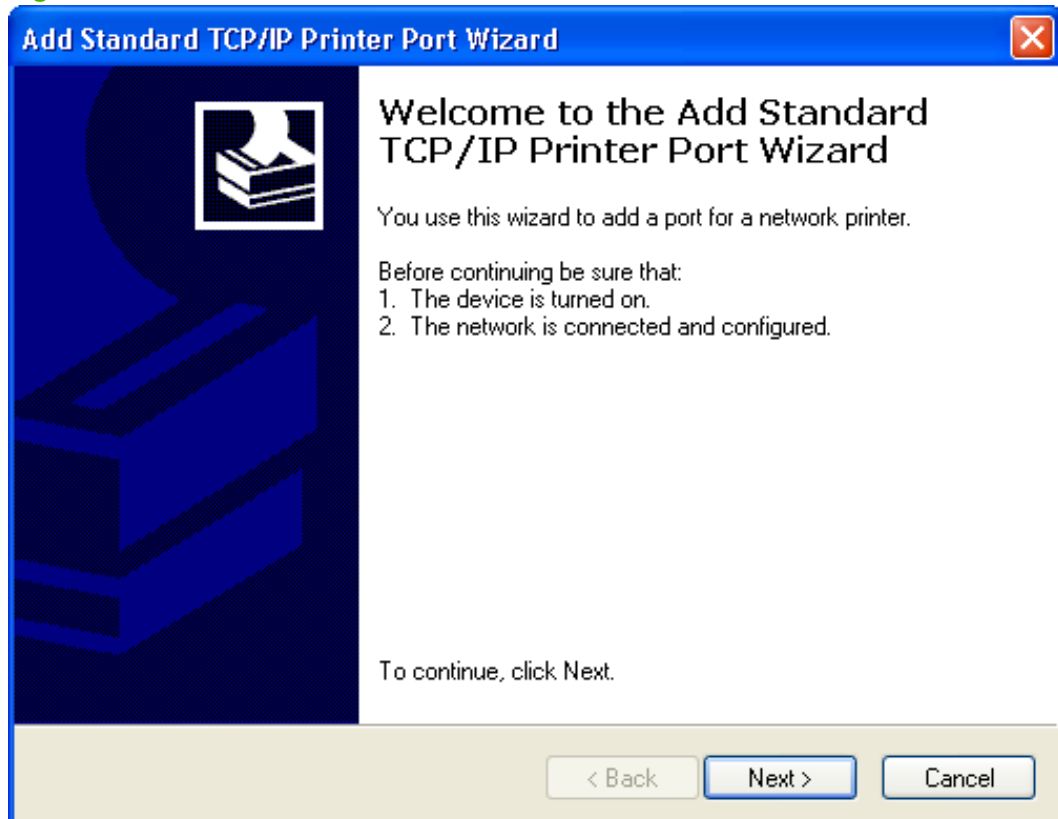 Add Standard TCP/IP Printer Port Wizard
Welcome to the Add Standard
TCP/IP Printer Port Wizard
You use this wizard to add a port for a network printer.
Before continuing be sure that:
1. The device is turned on.
2. The network is connected and configured.
To continue, click Next.
< Back
Next >
Cancel